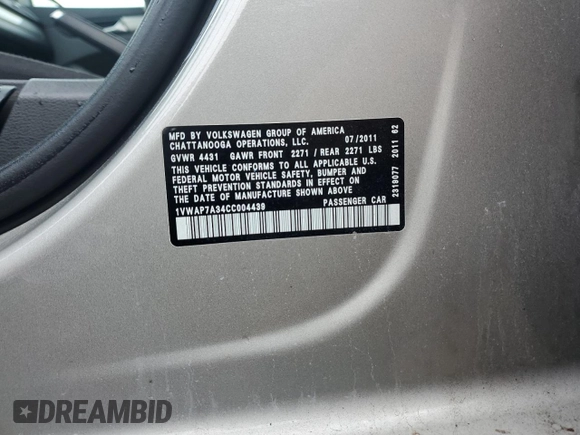 MFD BY VOLKSWAGEN GROUP OF AMERICA
CHATTANOOGA OPERATIONS, LLC. 07/2011
GVWR 4431 GAWR FRONT 2271 / REAR 2271 LBS
THIS VEHICLE CONFORMS TO ALL APPLICABLE U.S.
FEDERAL MOTOR VEHICLE SAFETY, BUMPER AND
THEFT PREVENTION STANDARDS IN EFFECT ON
THE DATE OF MANUFACTURE SHOWN ABOVE
1VWAP7A34CC004439 PASSENGER CAR
2319077 2011 62
DREAMBID